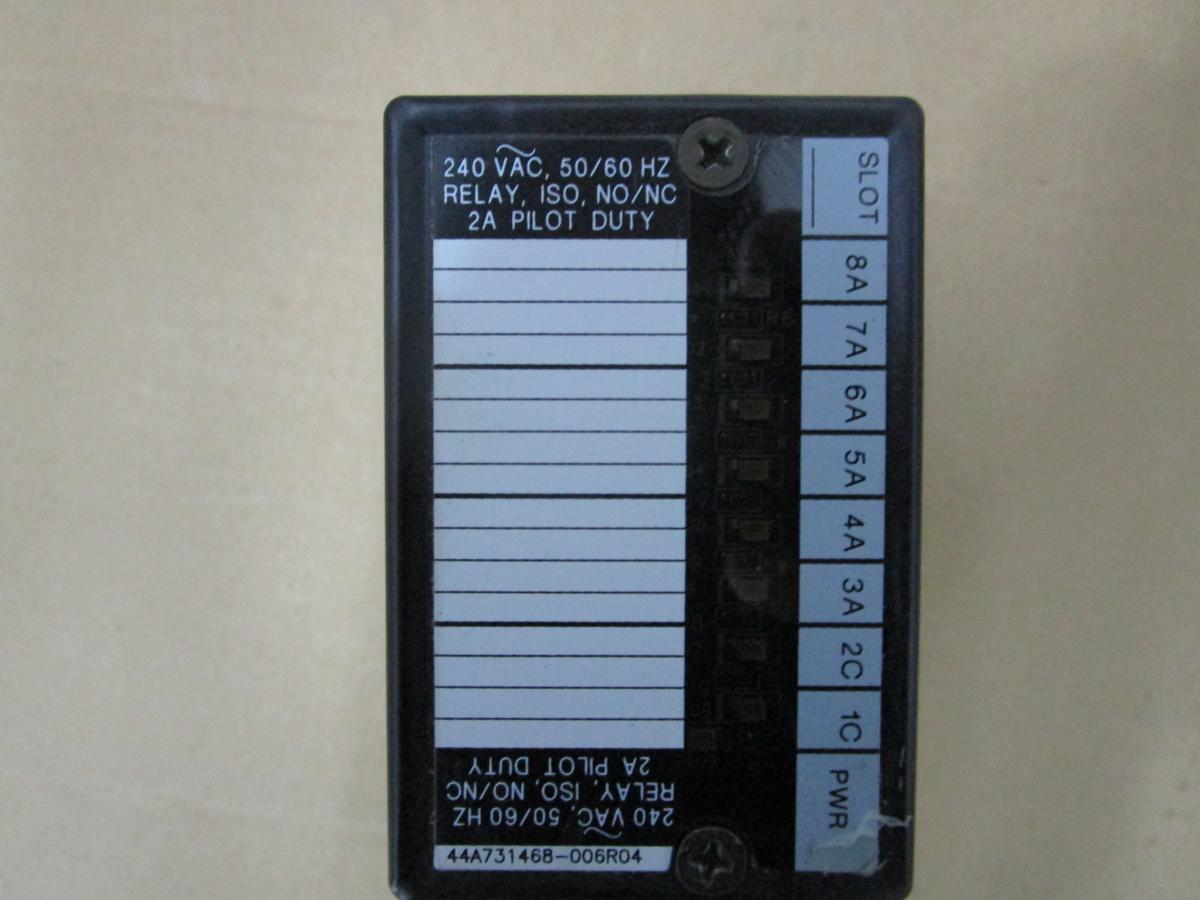 240 VAC, 50/60 HZ
RELAY, ISO, NO/NC
2A PILOT DUTY
SLOT
8A
7A
6A
5A
4A
3A
2C
1C
PWR
240 VAC, 50/60 HZ
RELAY, ISO, NO/NC
2A PILOT DUTY
44A731468-006R04